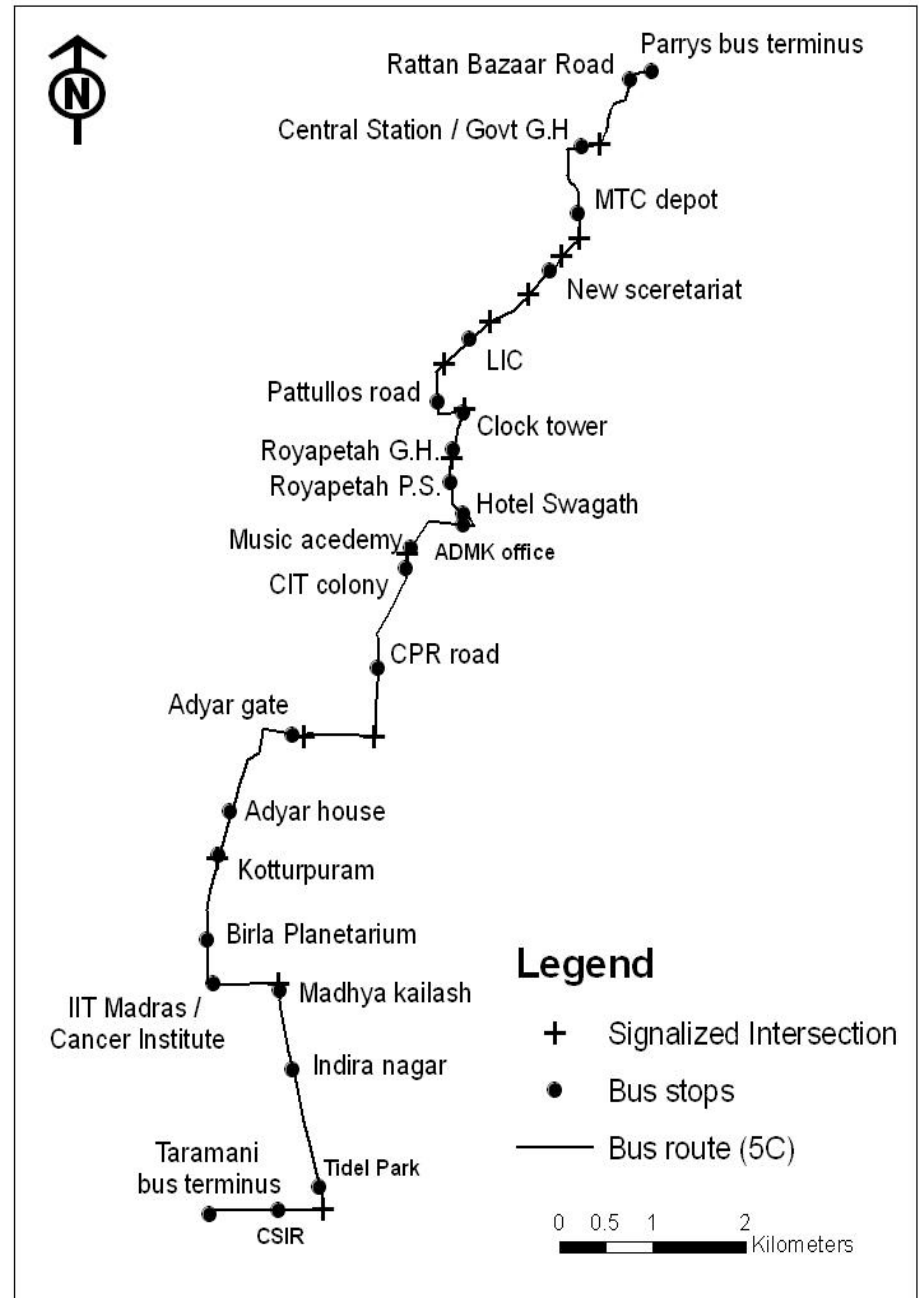 N
Parrys bus terminus
Rattan Bazaar Road
Central Station / Govt G.H
MTC depot
New sceretariat
LIC
Pattullos road
Clock tower
Royapetah G.H.
Royapetah P.S.
Hotel Swagath
Music acedemy
ADMK office
CIT colony
CPR road
Adyar gate
Adyar house
Kotturpuram
Birla Planetarium
IIT Madras /
Cancer Institute
Madhya kailash
Indira nagar
Taramani
bus terminus
Tidel Park
CSIR
Legend
Signalized Intersection
Bus stops
Bus route (5C)
0 0.5 1 2
Kilometers